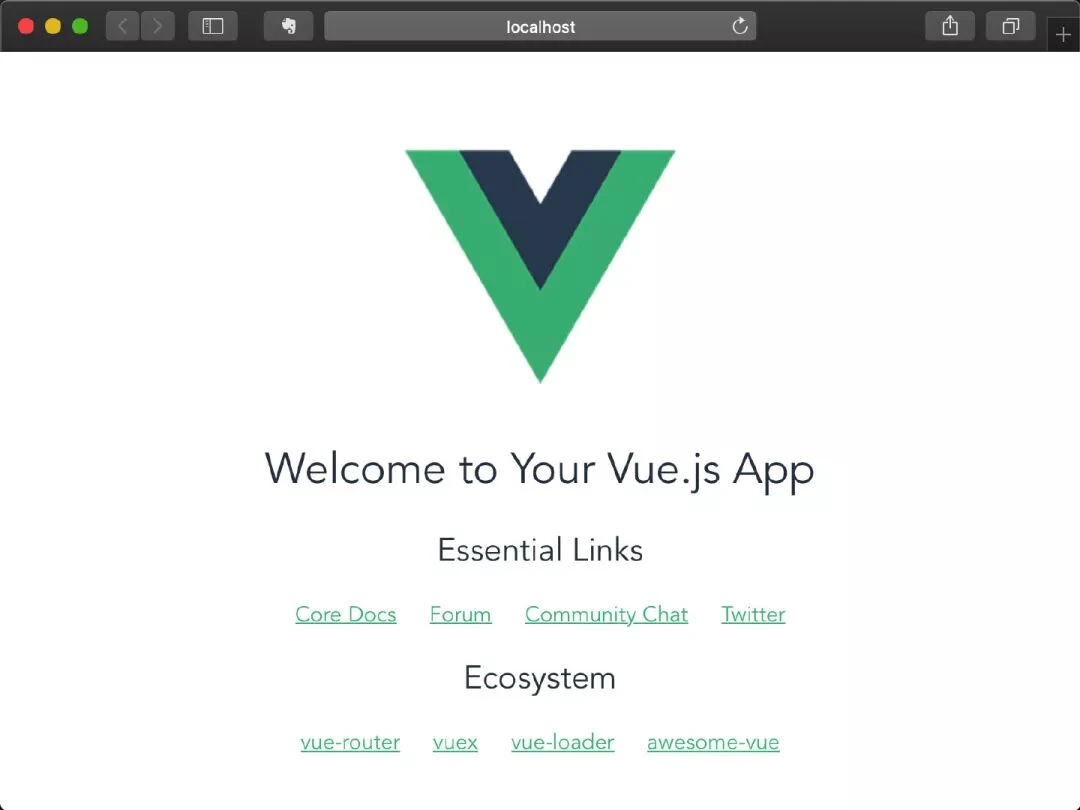 localhost
Welcome to Your Vue.js App
Essential Links
Core Docs Forum Community Chat Twitter
Ecosystem
vue-router vuex vue-loader awesome-vue